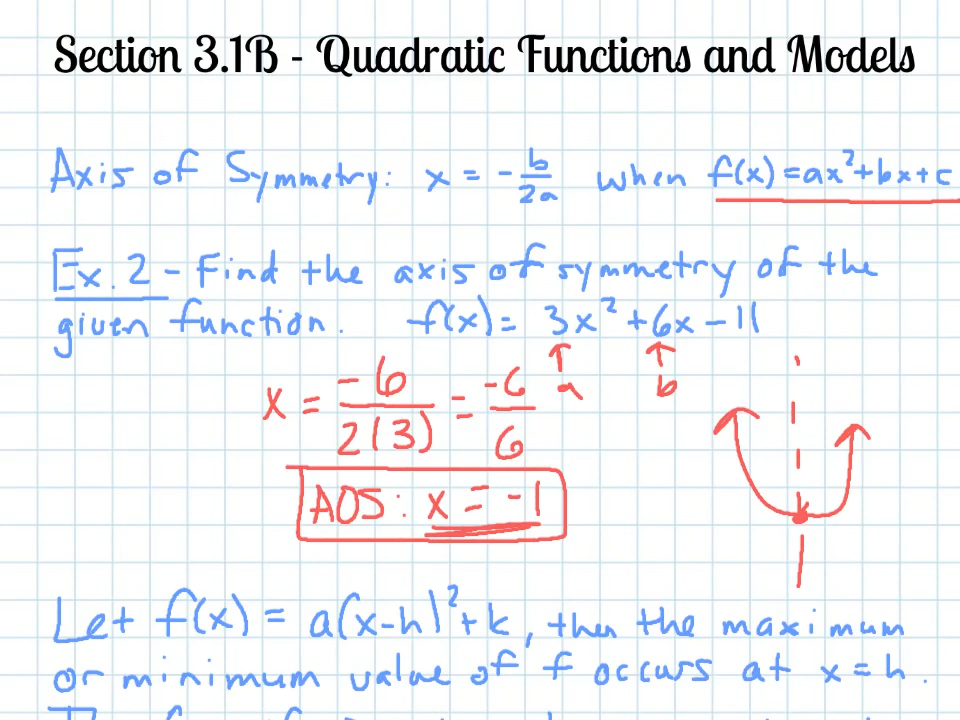 Section 3.1B - Quadratic Functions and Models
Axis of Symmetry: x = -b/2a when f(x)=ax²+bx+c
Ex. 2 - Find the axis of symmetry of the
given function. f(x) = 3x² + 6x - 11
a b
x = -6/2(3) = -6/6
AOS: x = -1
Let f(x) = a(x-h)²+k, then the maximum
or minimum value of f occurs at x=h.